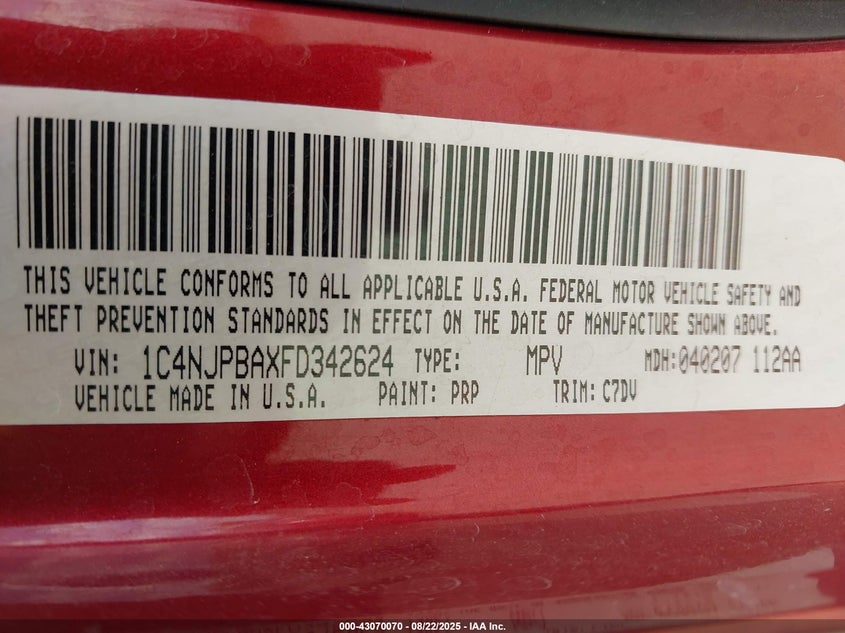 THIS VEHICLE CONFORMS TO ALL APPLICABLE U.S.A. FEDERAL MOTOR VEHICLE SAFETY AND
THEFT PREVENTION STANDARDS IN EFFECT ON THE DATE OF MANUFACTURE SHOWN ABOVE.
VIN: 1C4NJPBAXFD342624 TYPE: MPV MDH:040207 112AA
VEHICLE MADE IN U.S.A. PAINT: PRP TRIM: C7DV
000-43070070 - 08/22/2025 - IAA Inc.